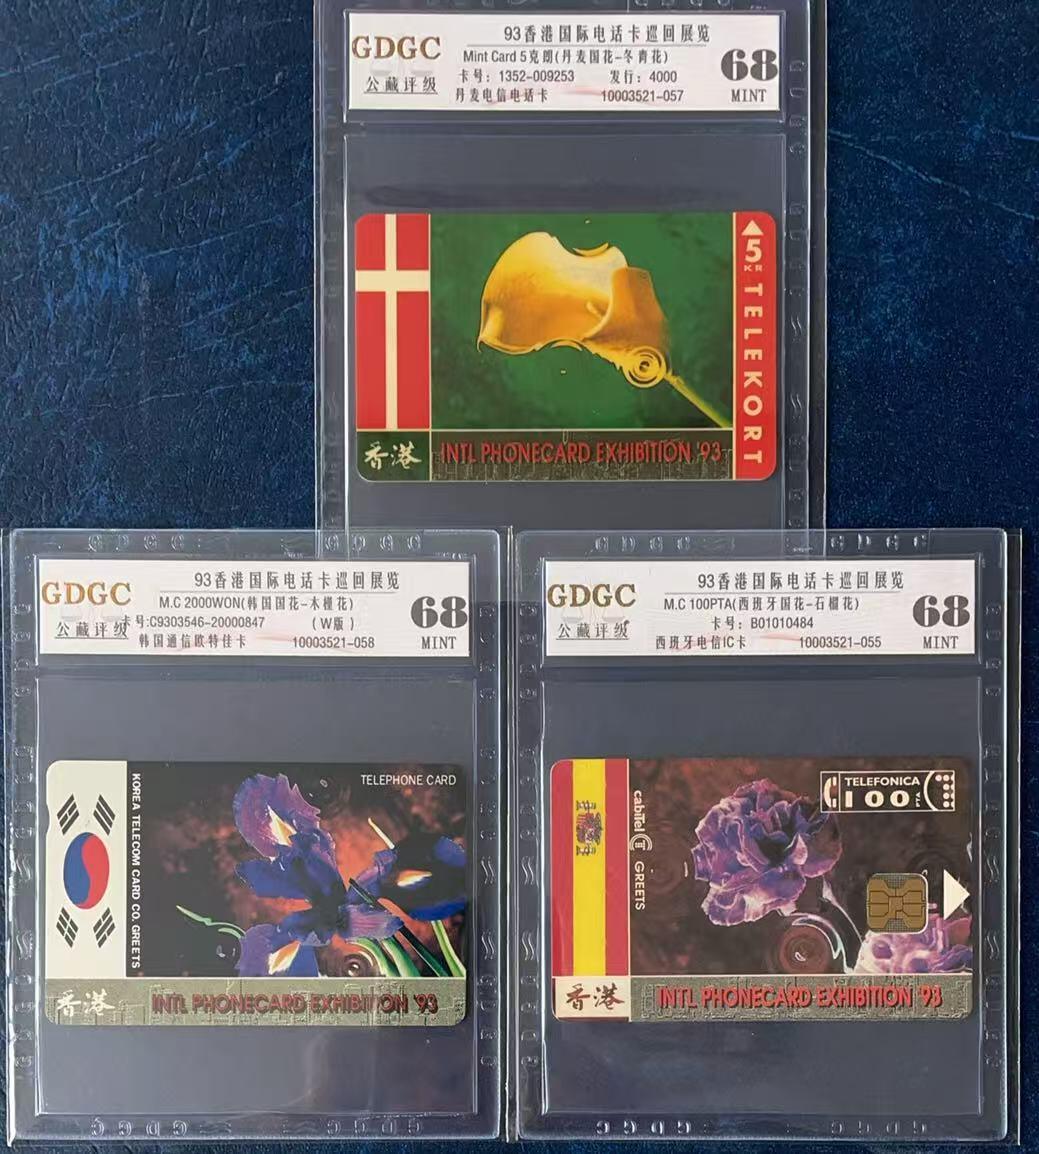 GDGC
公藏评级
93香港国际电话卡巡回展览
Mint Card 5克朗(丹麦国花-冬青花)
卡号：1352-009253 发行：4000
丹麦电信电话卡 10003521-057
68
MINT
5
KR
TELEKORT
香港 INTL PHONECARD EXHIBITION '93
GDGC
GDGC
公藏评级
93香港国际电话卡巡回展览
M.C 2000WON(韩国国花-木槿花)
卡号:C9303546-20000847 (W版)
韩国通信欧特佳卡 10003521-058
68
MINT
KOREA TELECOM CARD CO. GREETS
TELEPHONE CARD
香港 INTL PHONECARD EXHIBITION '93
GDGC
GDGC
GDGC
公藏评级
93香港国际电话卡巡回展览
M.C 100PTA(西班牙国花-石榴花)
卡号：B01010484
西班牙电信IC卡 10003521-055
68
MINT
cabiTel GREETS
TELEFONICA
100 PTA
香港 INTL PHONECARD EXHIBITION '93
GDGC